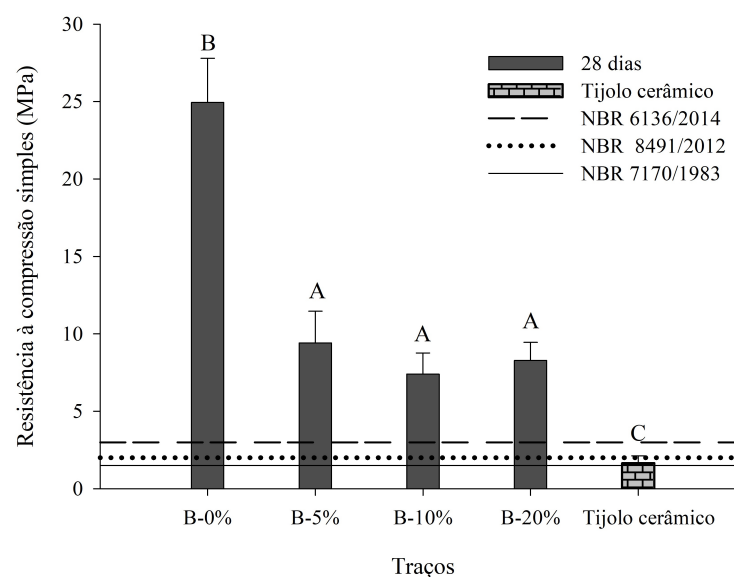 Resistência à compressão simples (MPa)
30
25
20
15
10
5
0
B
A
A
A
C
28 dias
Tijolo cerâmico
NBR 6136/2014
NBR 8491/2012
NBR 7170/1983
B-0%
B-5%
B-10%
B-20%
Tijolo cerâmico
Traços